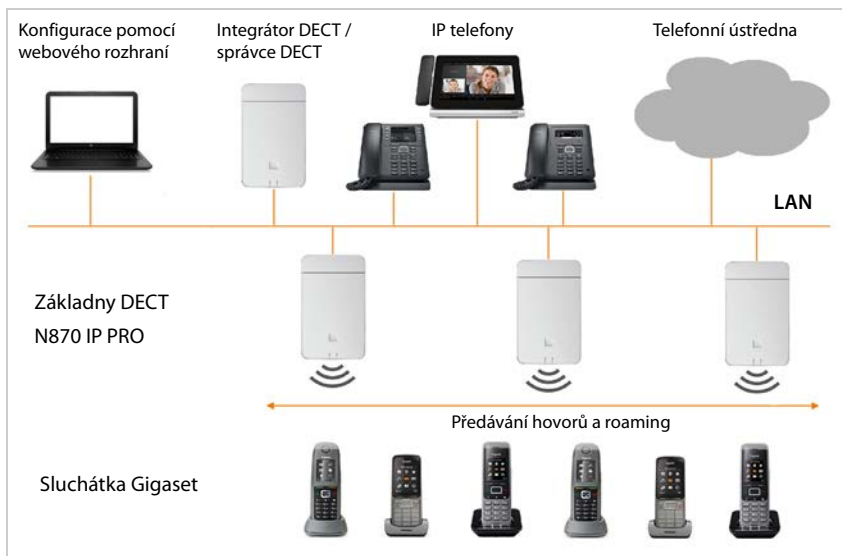 Konfigurace pomocí
webového rozhraní
Integrátor DECT /
správce DECT
IP telefony
Telefonní ústředna
LAN
Základny DECT
N870 IP PRO
Předávání hovorů a roaming
Sluchátka Gigaset